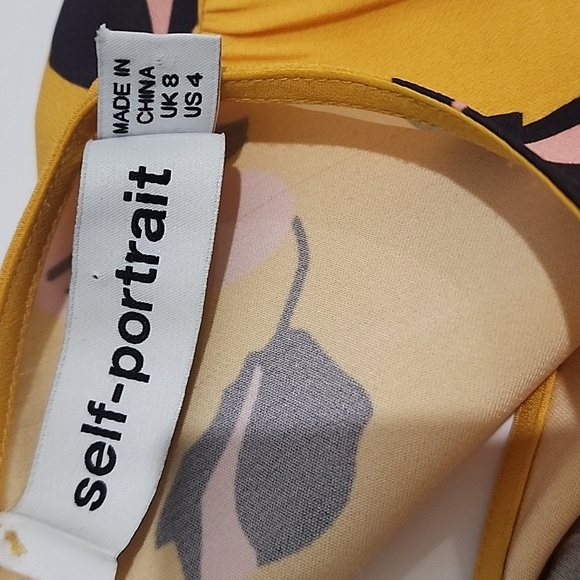 MADE IN
CHINA
UK 8
US 4
self-portrait